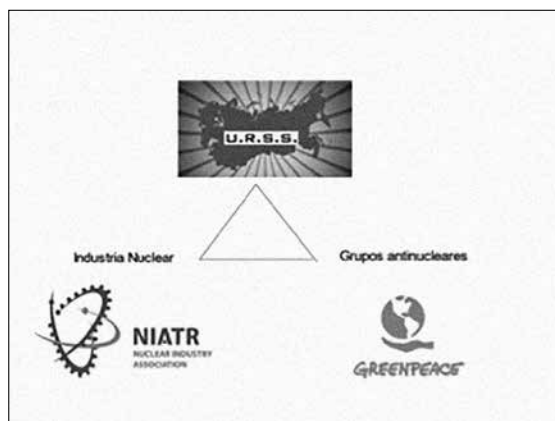 U.R.S.S.
Industria Nuclear
Grupos antinucleares
NIATR
NUCLEAR INDUSTRY
ASSOCIATION
GREENPEACE